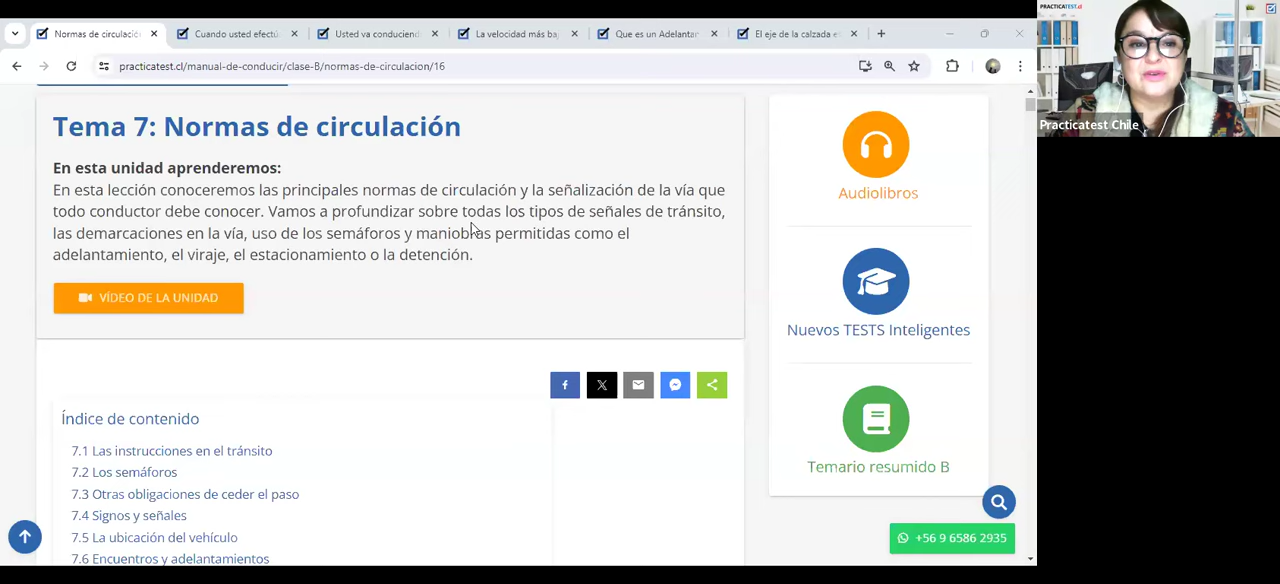 Normas de circulació
Cuando usted efectú
Usted va conduciend
La velocidad más ba
Que es un Adelantar
El eje de la calzada es
practicatest.cl/manual-de-conducir/clase-B/normas-de-circulacion/16
PRACTICATEST.cl
Practicatest Chile
Tema 7: Normas de circulación
En esta unidad aprenderemos:
En esta lección conoceremos las principales normas de circulación y la señalización de la vía que
todo conductor debe conocer. Vamos a profundizar sobre todas los tipos de señales de tránsito,
las demarcaciones en la vía, uso de los semáforos y maniobras permitidas como el
adelantamiento, el viraje, el estacionamiento o la detención.
VÍDEO DE LA UNIDAD
Índice de contenido
7.1 Las instrucciones en el tránsito
7.2 Los semáforos
7.3 Otras obligaciones de ceder el paso
7.4 Signos y señales
7.5 La ubicación del vehículo
7.6 Encuentros y adelantamientos
Audiolibros
Nuevos TESTS Inteligentes
Temario resumido B
+56 9 6586 2935